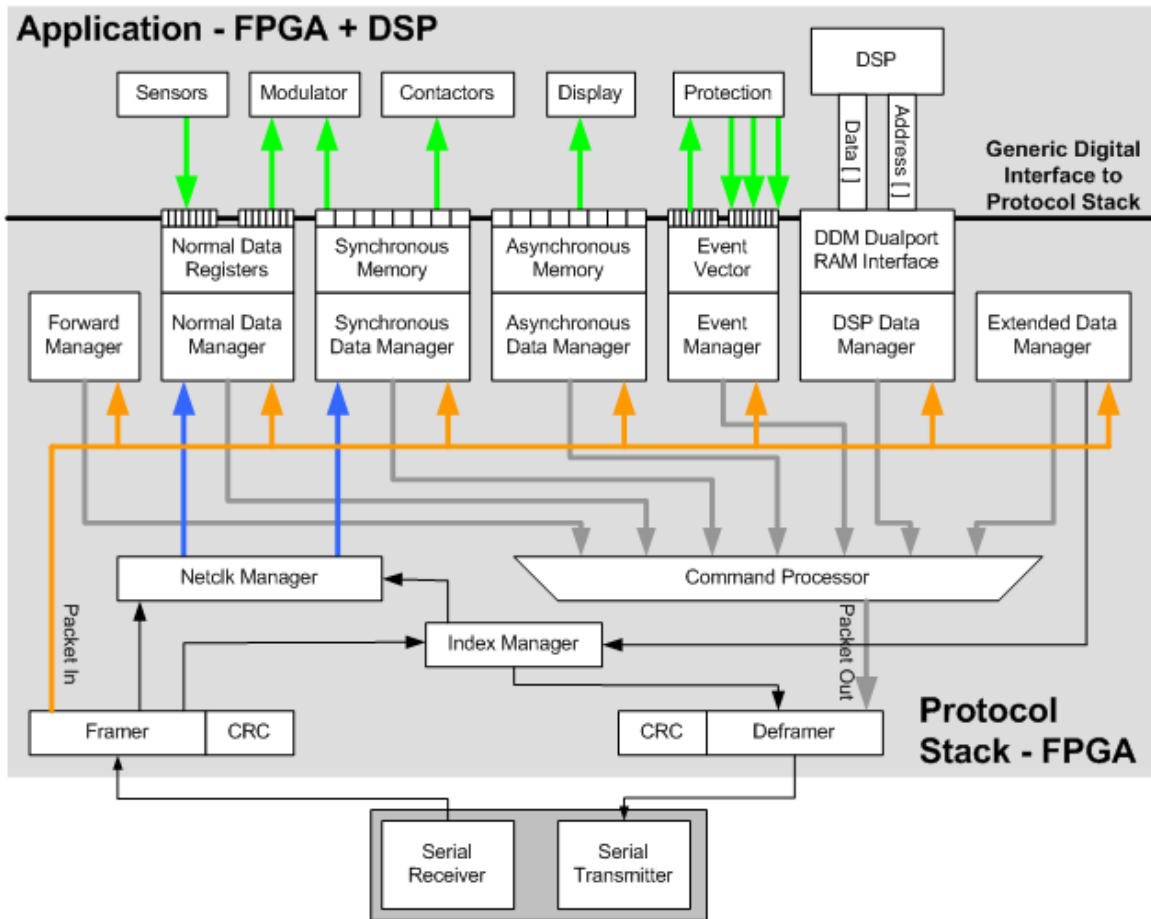 Application - FPGA + DSP
DSP
Sensors
Modulator
Contactors
Display
Protection
Data [ ]
Address [ ]
Generic Digital
Interface to
Protocol Stack
Normal Data
Registers
Synchronous
Memory
Asynchronous
Memory
Event
Vector
DDM Dualport
RAM Interface
Forward
Manager
Normal Data
Manager
Synchronous
Data Manager
Asynchronous
Data Manager
Event
Manager
DSP Data
Manager
Extended Data
Manager
Netclk Manager
Command Processor
Packet In
Index Manager
Packet Out
Framer
CRC
CRC
Deframer
Protocol
Stack - FPGA
Serial
Receiver
Serial
Transmitter